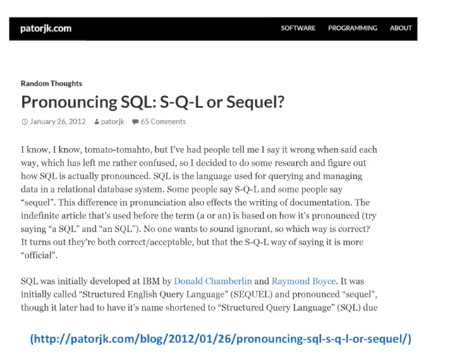 patorjk.com SOFTWARE PROGRAMMING ABOUT
Random Thoughts
Pronouncing SQL: S-Q-L or Sequel?
January 26, 2012 patorjk 65 Comments
I know, I know, tomato-tomahto, but I've had people tell me I say it wrong when said each
way, which has left me rather confused, so I decided to do some research and figure out
how SQL is actually pronounced. SQL is the language used for querying and managing
data in a relational database system. Some people say S-Q-L and some people say
“sequel”. This difference in pronunciation also effects the writing of documentation. The
indefinite article that's used before the term (a or an) is based on how it's pronounced (try
saying “a SQL” and “an SQL”). No one wants to sound ignorant, so which way is correct?
It turns out they're both correct/acceptable, but that the S-Q-L way of saying it is more
“official”.
SQL was initially developed at IBM by Donald Chamberlin and Raymond Boyce. It was
initially called “Structured English Query Language” (SEQUEL) and pronounced “sequel”,
though it later had to have it's name shortened to “Structured Query Language” (SQL) due
(http://patorjk.com/blog/2012/01/26/pronouncing-sql-s-q-l-or-sequel/)